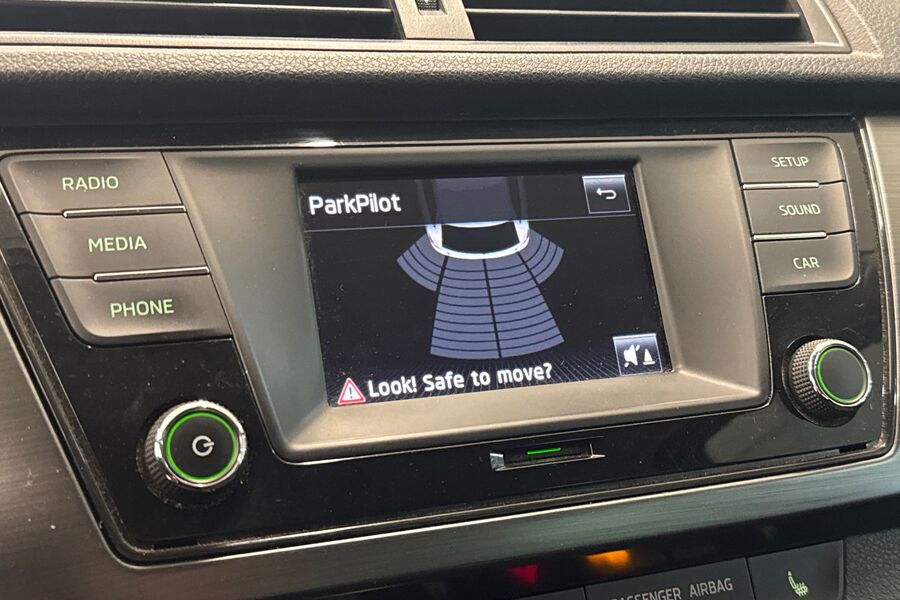 RADIO
MEDIA
PHONE
ParkPilot
Look! Safe to move?
SETUP
SOUND
CAR
PASSENGER AIRBAG